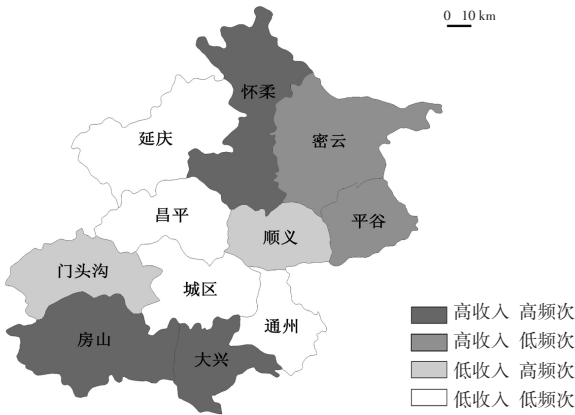 0 10 km
怀柔
延庆
密云
昌平
平谷
顺义
门头沟
城区
通州
房山
大兴
高收入 高频次
高收入 低频次
低收入 高频次
低收入 低频次